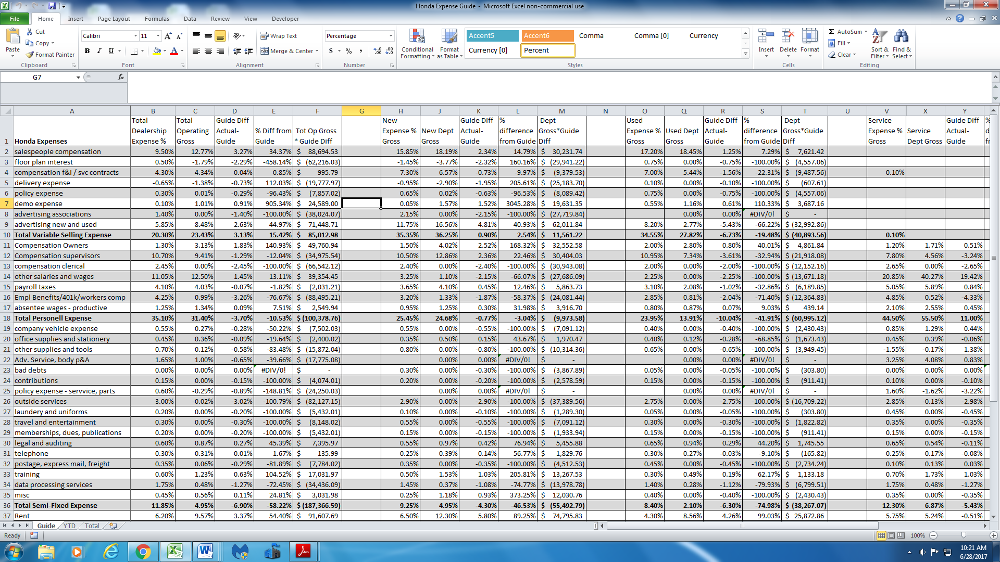 Honda Expense Guide - Microsoft Excel non-commercial use
File Home Insert Page Layout Formulas Data Review View Developer
Cut Calibri 11 Wrap Text Percentage Accent5 Accent6 Comma Comma [0] Currency AutoSum
Copy Fill
Paste Format Painter Merge & Center Conditional Formatting Format as Table Currency [0] Percent Insert Delete Format Clear Sort & Filter Find & Select
Clipboard Font Alignment Number Styles Cells Editing
G7 fx
A B C D E F G H J K L M N O Q R S T U V X Y
1 Honda Expenses Total Dealership Expense % Total Operating Gross Guide Diff Actual-Guide % Diff from Guide Tot Op Gross * Guide Diff New Expense % Gross New Dept Gross Guide Diff Actual-Guide % difference from Guide Dept Gross*Guide Diff Used Expense % Gross Used Dept Gross Guide Diff Actual-Guide % difference from Guide Dept Gross*Guide Diff Service Expense % Gross Service Dept Gross Guide Diff Actual-Guide
2 salespeople compensation 9.50% 12.77% 3.27% 34.37% $ 88,694.53 15.85% 18.19% 2.34% 14.79% $ 30,231.74 17.20% 18.45% 1.25% 7.29% $ 7,621.42
3 floor plan interest 0.50% -1.79% -2.29% -458.14% $ (62,216.03) -1.45% -3.77% -2.32% 160.16% $ (29,941.22) 0.75% 0.00% -0.75% -100.00% $ (4,557.06)
4 compensation f&I / svc contracts 4.30% 4.34% 0.04% 0.85% $ 995.79 7.30% 6.57% -0.73% -9.97% $ (9,379.53) 7.00% 5.44% -1.56% -22.31% $ (9,487.56) 0.10%
5 delivery expense -0.65% -1.38% -0.73% 112.03% $ (19,777.97) -0.95% -2.90% -1.95% 205.61% $ (25,183.70) 0.10% 0.00% -0.10% -100.00% $ (607.61)
6 policy expense 0.30% 0.01% -0.29% -96.43% $ (7,857.02) 0.65% 0.02% -0.63% -96.53% $ (8,089.42) 0.75% 0.00% -0.75% -100.00% $ (4,557.06)
7 demo expense 0.10% 1.01% 0.91% 905.34% $ 24,589.00 0.05% 1.57% 1.52% 3045.28% $ 19,631.35 0.55% 1.16% 0.61% 110.33% $ 3,687.16
8 advertising associations 1.40% 0.00% -1.40% -100.00% $ (38,024.07) 2.15% 0.00% -2.15% -100.00% $ (27,719.84) 0.00% 0.00% #DIV/0! $ -
9 advertising new and used 5.85% 8.48% 2.63% 44.97% $ 71,448.71 11.75% 16.56% 4.81% 40.93% $ 62,011.84 8.20% 2.77% -5.43% -66.22% $ (32,992.86)
10 Total Variable Selling Expense 20.30% 23.43% 3.13% 15.42% $ 85,012.98 35.35% 36.25% 0.90% 2.54% $ 11,561.22 34.55% 27.82% -6.73% -19.48% $ (40,893.56) 0.10%
11 Compensation Owners 1.30% 3.13% 1.83% 140.93% $ 49,760.94 1.50% 4.02% 2.52% 168.32% $ 32,552.58 2.00% 2.80% 0.80% 40.01% $ 4,861.84 1.20% 1.71% 0.51%
12 Compensation supervisors 10.70% 9.41% -1.29% -12.04% $ (34,975.54) 10.50% 12.86% 2.36% 22.46% $ 30,404.03 10.95% 7.34% -3.61% -32.94% $ (21,918.08) 7.80% 4.56% -3.24%
13 compensation clerical 2.45% 0.00% -2.45% -100.00% $ (66,542.12) 2.40% 0.00% -2.40% -100.00% $ (30,943.08) 2.00% 0.00% -2.00% -100.00% $ (12,152.16) 2.65% 0.00% -2.65%
14 other salaries and wages 11.05% 12.50% 1.45% 13.11% $ 39,354.45 3.25% 1.10% -2.15% -66.07% $ (27,686.09) 2.25% 0.00% -2.25% -100.00% $ (13,671.18) 20.85% 40.27% 19.42%
15 payroll taxes 4.10% 4.03% -0.07% -1.82% $ (2,031.21) 3.65% 4.10% 0.45% 12.46% $ 5,863.73 3.10% 2.08% -1.02% -32.86% $ (6,189.85) 5.05% 5.89% 0.84%
16 Empl Benefits/401k/workers comp 4.25% 0.99% -3.26% -76.67% $ (88,495.21) 3.20% 1.33% -1.87% -58.37% $ (24,081.44) 2.85% 0.81% -2.04% -71.40% $ (12,364.83) 4.85% 0.52% -4.33%
17 absentee wages - productive 1.25% 1.34% 0.09% 7.51% $ 2,549.94 0.95% 1.25% 0.30% 31.98% $ 3,916.70 0.80% 0.87% 0.07% 9.03% $ 439.14 2.10% 2.55% 0.45%
18 Total Personell Expense 35.10% 31.40% -3.70% -10.53% $ (100,378.76) 25.45% 24.68% -0.77% -3.04% $ (9,973.58) 23.95% 13.91% -10.04% -41.91% $ (60,995.12) 44.50% 55.50% 11.00%
19 company vehicle expense 0.55% 0.27% -0.28% -50.22% $ (7,502.03) 0.55% 0.00% -0.55% -100.00% $ (7,091.12) 0.40% 0.00% -0.40% -100.00% $ (2,430.43) 0.85% 1.29% 0.44%
20 office supplies and stationery 0.45% 0.36% -0.09% -19.64% $ (2,400.02) 0.35% 0.50% 0.15% 43.67% $ 1,970.47 0.40% 0.12% -0.28% -68.85% $ (1,673.43) 0.45% 0.39% -0.06%
21 other supplies and tools 0.70% 0.12% -0.58% -83.48% $ (15,872.04) 0.80% 0.00% -0.80% -100.00% $ (10,314.36) 0.65% 0.00% -0.65% -100.00% $ (3,949.45) -1.55% -0.17% 1.38%
22 Adv. Service, body p&A 1.65% 1.00% -0.65% -39.66% $ (17,775.08) 0.00% 0.00% #DIV/0! $ - 0.00% 0.00% #DIV/0! $ - 3.25% 4.08% 0.83%
23 bad debts 0.00% 0.00% 0.00% #DIV/0! $ - 0.30% 0.00% -0.30% -100.00% $ (3,867.89) 0.05% 0.00% -0.05% -100.00% $ (303.80) 0.00% 0.00% 0.00%
24 contributions 0.15% 0.00% -0.15% -100.00% $ (4,074.01) 0.20% 0.00% -0.20% -100.00% $ (2,578.59) 0.15% 0.00% -0.15% -100.00% $ (911.41) 0.10% 0.00% -0.10%
25 policy expense - servvice, parts 0.60% -0.29% -0.89% -148.81% $ (24,250.03) 0.00% 0.00% #DIV/0! $ - 0.00% 0.00% #DIV/0! $ - 1.60% -1.62% -3.22%
26 outside services 3.00% -0.02% -3.02% -100.79% $ (82,127.15) 2.90% 0.00% -2.90% -100.00% $ (37,389.56) 2.75% 0.00% -2.75% -100.00% $ (16,709.22) 2.85% -0.13% -2.98%
27 laundery and uniforms 0.20% 0.00% -0.20% -100.00% $ (5,432.01) 0.10% 0.00% -0.10% -100.00% $ (1,289.30) 0.05% 0.00% -0.05% -100.00% $ (303.80) 0.45% 0.00% -0.45%
28 travel and entertainment 0.30% 0.00% -0.30% -100.00% $ (8,148.02) 0.55% 0.00% -0.55% -100.00% $ (7,091.12) 0.30% 0.00% -0.30% -100.00% $ (1,822.82) 0.35% 0.00% -0.35%
29 memberships, dues, publications 0.20% 0.00% -0.20% -100.00% $ (5,432.01) 0.15% 0.00% -0.15% -100.00% $ (1,933.94) 0.15% 0.00% -0.15% -100.00% $ (911.41) 0.15% 0.00% -0.15%
30 legal and auditing 0.60% 0.87% 0.27% 45.39% $ 7,395.97 0.55% 0.97% 0.42% 76.94% $ 5,455.88 0.65% 0.94% 0.29% 44.20% $ 1,745.55 0.65% 0.54% -0.11%
31 telephone 0.30% 0.31% 0.01% 1.67% $ 135.99 0.25% 0.39% 0.14% 56.77% $ 1,829.76 0.30% 0.27% -0.03% -9.10% $ (165.82) 0.25% 0.17% -0.08%
32 postage, express mail, freight 0.35% 0.06% -0.29% -81.89% $ (7,784.02) 0.35% 0.00% -0.35% -100.00% $ (4,512.53) 0.45% 0.00% -0.45% -100.00% $ (2,734.24) 0.10% 0.13% 0.03%
33 training 0.60% 1.23% 0.63% 104.52% $ 17,031.97 0.50% 1.53% 1.03% 205.81% $ 13,267.53 0.30% 0.49% 0.19% 62.17% $ 1,133.18 0.70% 1.73% 1.03%
34 data processing services 1.75% 0.48% -1.27% -72.45% $ (34,436.09) 1.45% 0.37% -1.08% -74.77% $ (13,978.78) 1.40% 0.28% -1.12% -79.93% $ (6,799.51) 1.75% 0.48% -1.27%
35 misc 0.45% 0.56% 0.11% 24.81% $ 3,031.98 0.25% 1.18% 0.93% 373.25% $ 12,030.76 0.40% 0.00% -0.40% -100.00% $ (2,430.43) 0.35% 0.00% -0.35%
36 Total Semi-Fixed Expense 11.85% 4.95% -6.90% -58.22% $ (187,366.59) 9.25% 4.95% -4.30% -46.53% $ (55,492.79) 8.40% 2.10% -6.30% -74.98% $ (38,267.07) 12.30% 6.87% -5.43%
37 Rent 6.20% 9.57% 3.37% 54.40% $ 91,607.69 6.50% 12.30% 5.80% 89.25% $ 74,795.83 4.30% 8.56% 4.26% 99.03% $ 25,872.86 5.75% 5.24% -0.51%
Guide YTD Total
Ready 100%
10:21 AM
6/28/2017